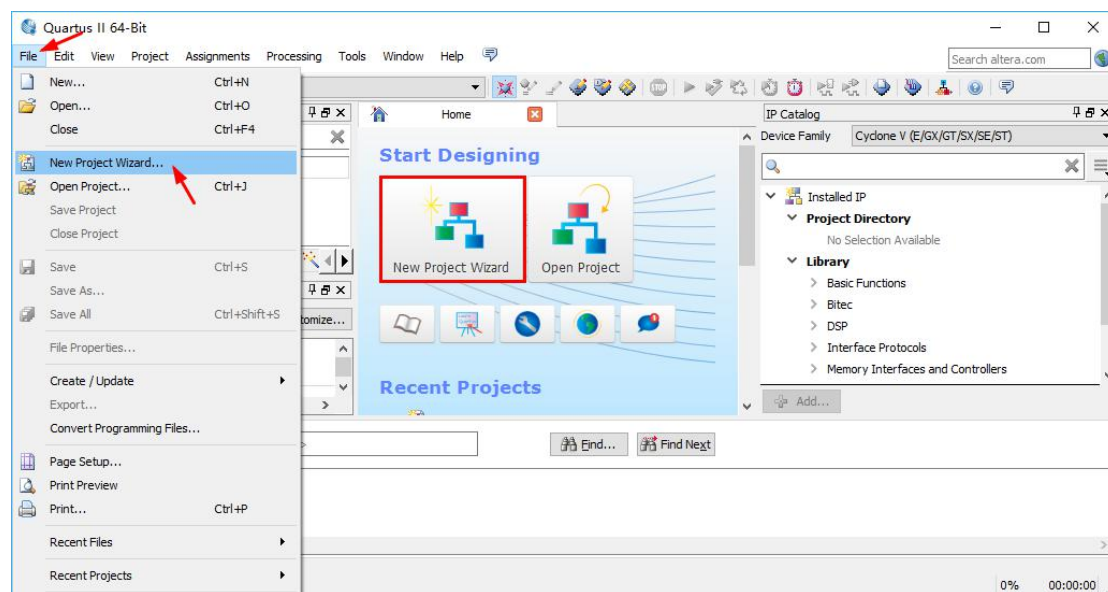 Quartus II 64-Bit
File Edit View Project Assignments Processing Tools Window Help
Search altera.com
New... Ctrl+N
Open... Ctrl+O
Close Ctrl+F4
New Project Wizard...
Open Project... Ctrl+J
Save Project
Close Project
Save Ctrl+S
Save As...
Save All Ctrl+Shift+S
File Properties...
Create / Update
Export...
Convert Programming Files...
Page Setup...
Print Preview
Print... Ctrl+P
Recent Files
Recent Projects
Home
Start Designing
New Project Wizard Open Project
Recent Projects
IP Catalog
Device Family Cyclone V (E/GX/GT/SX/SE/ST)
Installed IP
Project Directory
No Selection Available
Library
Basic Functions
Bitec
DSP
Interface Protocols
Memory Interfaces and Controllers
Add...
Find... Find Next
0% 00:00:00